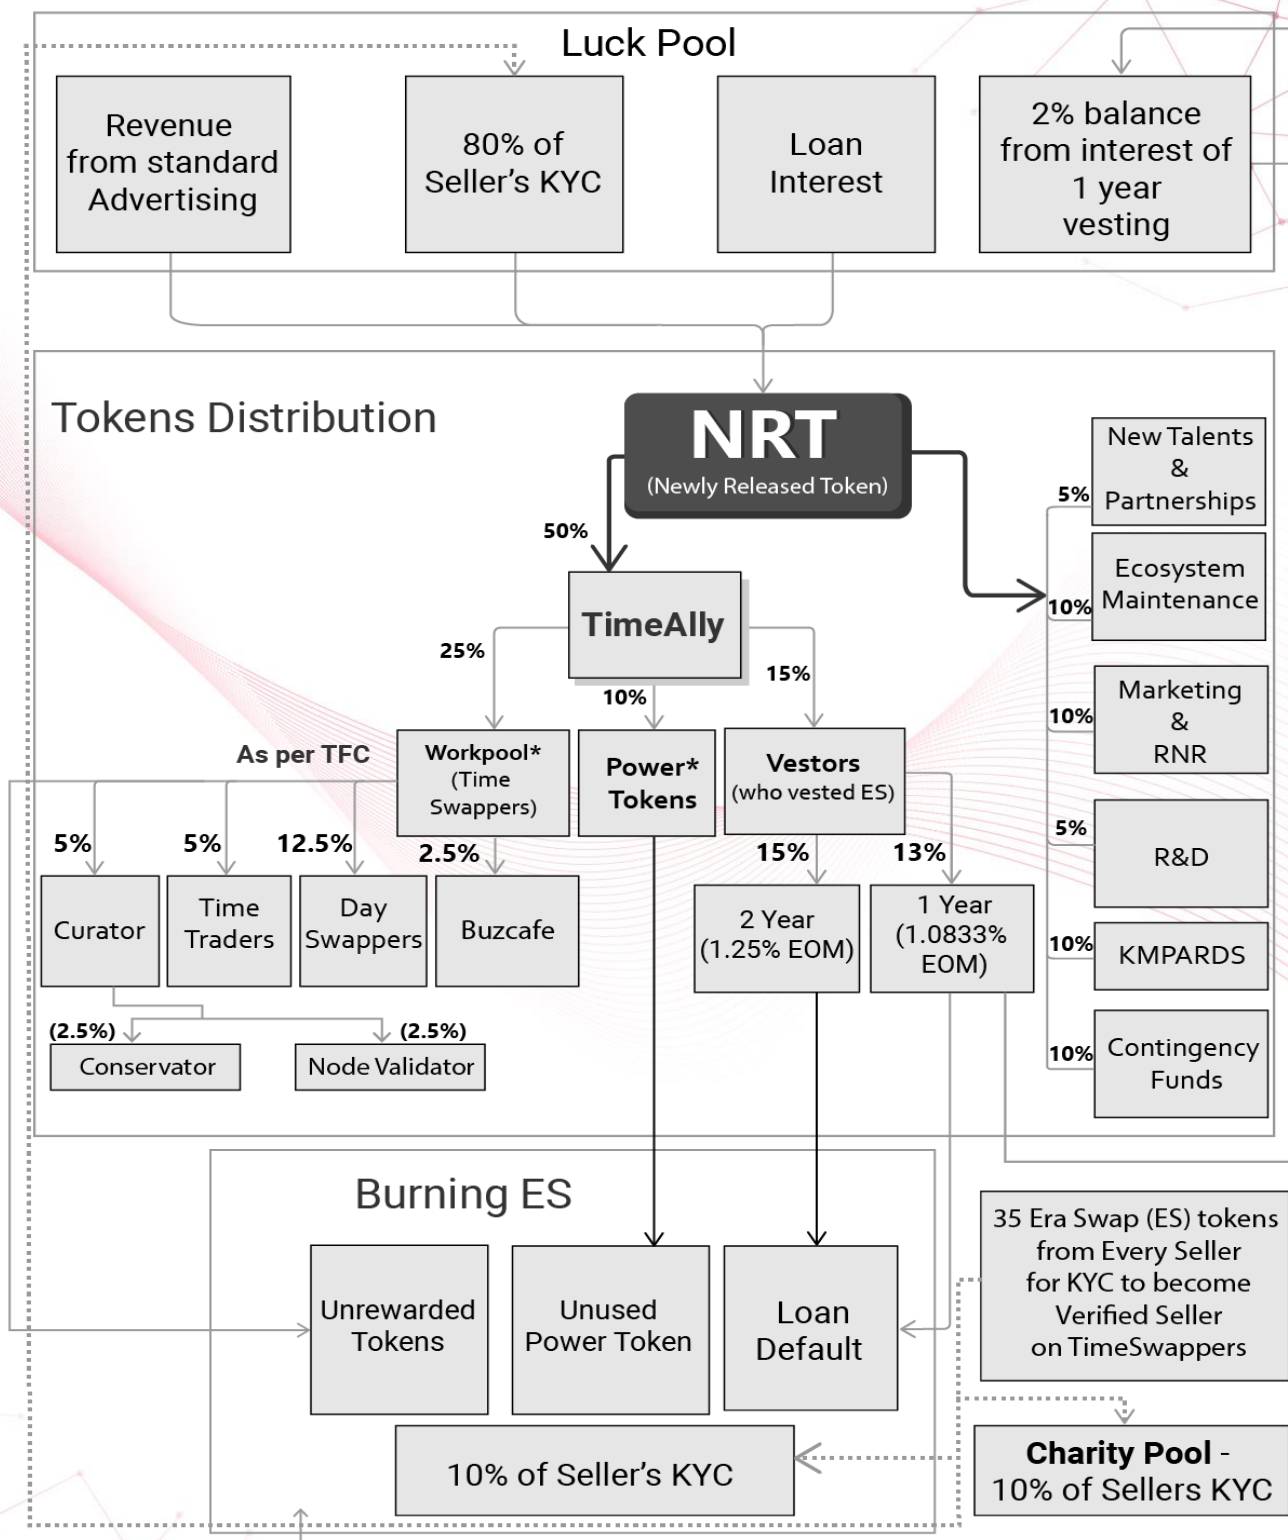 Luck Pool
Revenue
from standard
Advertising
80% of
Seller's KYC
Loan
Interest
2% balance
from interest of
1 year
vesting
Tokens Distribution
NRT
(Newly Released Token)
50%
TimeAlly
25%
10%
15%
5%
New Talents
&
Partnerships
10%
Ecosystem
Maintenance
10%
Marketing
&
RNR
5%
R&D
10%
KMPARDS
10%
Contingency
Funds
As per TFC
Workpool*
(Time
Swappers)
Power*
Tokens
Vestors
(who vested ES)
5%
5%
12.5%
2.5%
15%
13%
Curator
Time
Traders
Day
Swappers
Buzcafe
2 Year
(1.25% EOM)
1 Year
(1.0833%
EOM)
(2.5%)
(2.5%)
Conservator
Node Validator
Burning ES
Unrewarded
Tokens
Unused
Power Token
Loan
Default
10% of Seller's KYC
35 Era Swap (ES) tokens
from Every Seller
for KYC to become
Verified Seller
on TimeSwappers
Charity Pool -
10% of Sellers KYC